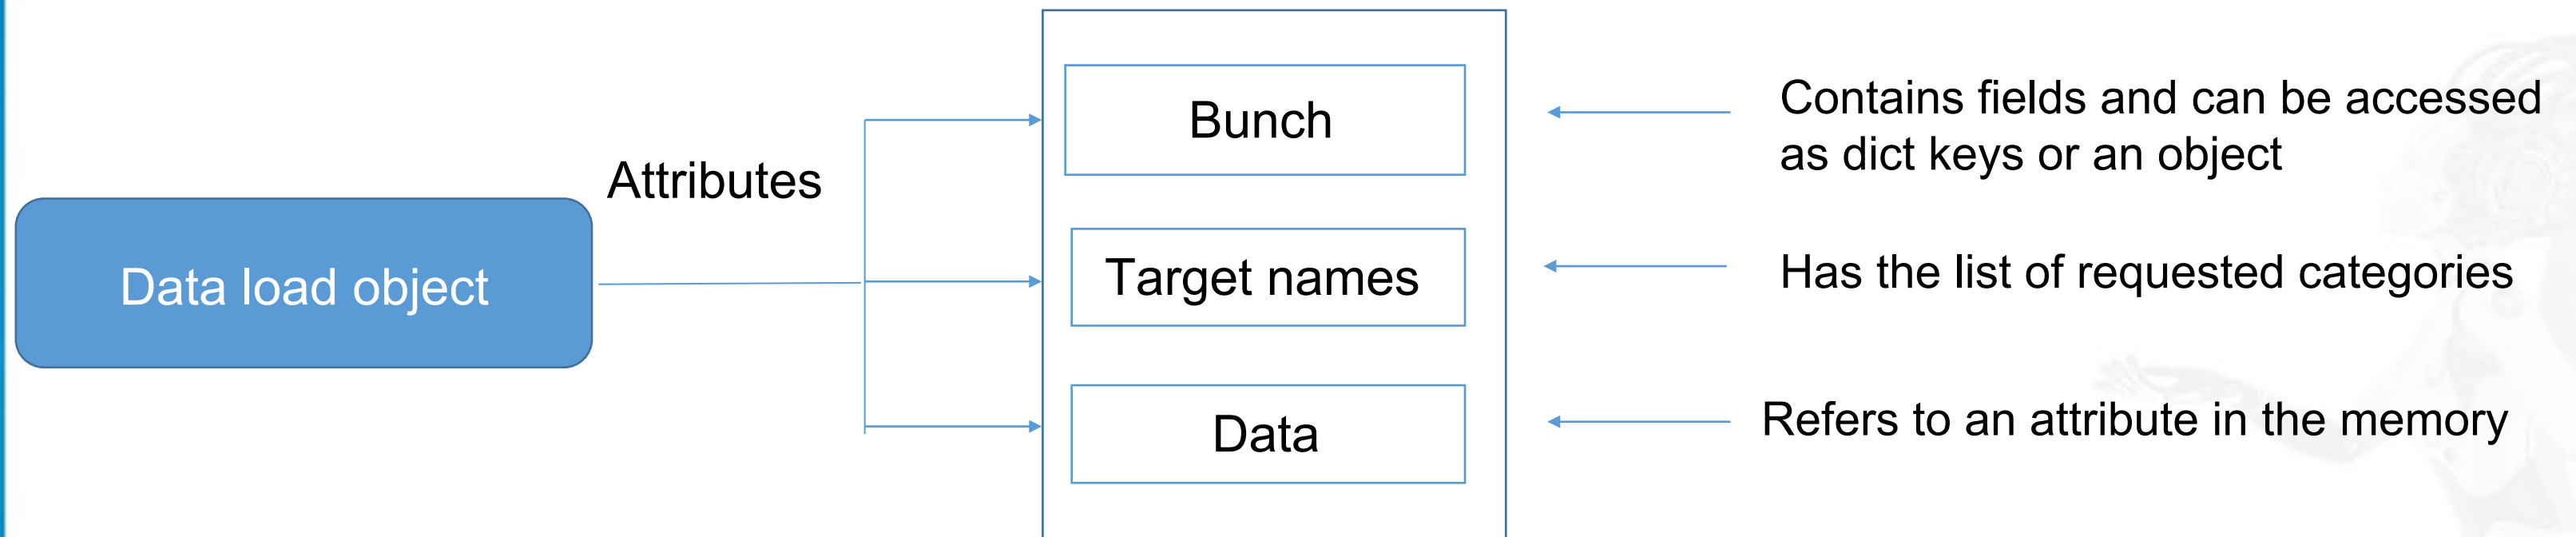 Data load object
Attributes
Bunch
Target names
Data
Contains fields and can be accessed
as dict keys or an object
Has the list of requested categories
Refers to an attribute in the memory